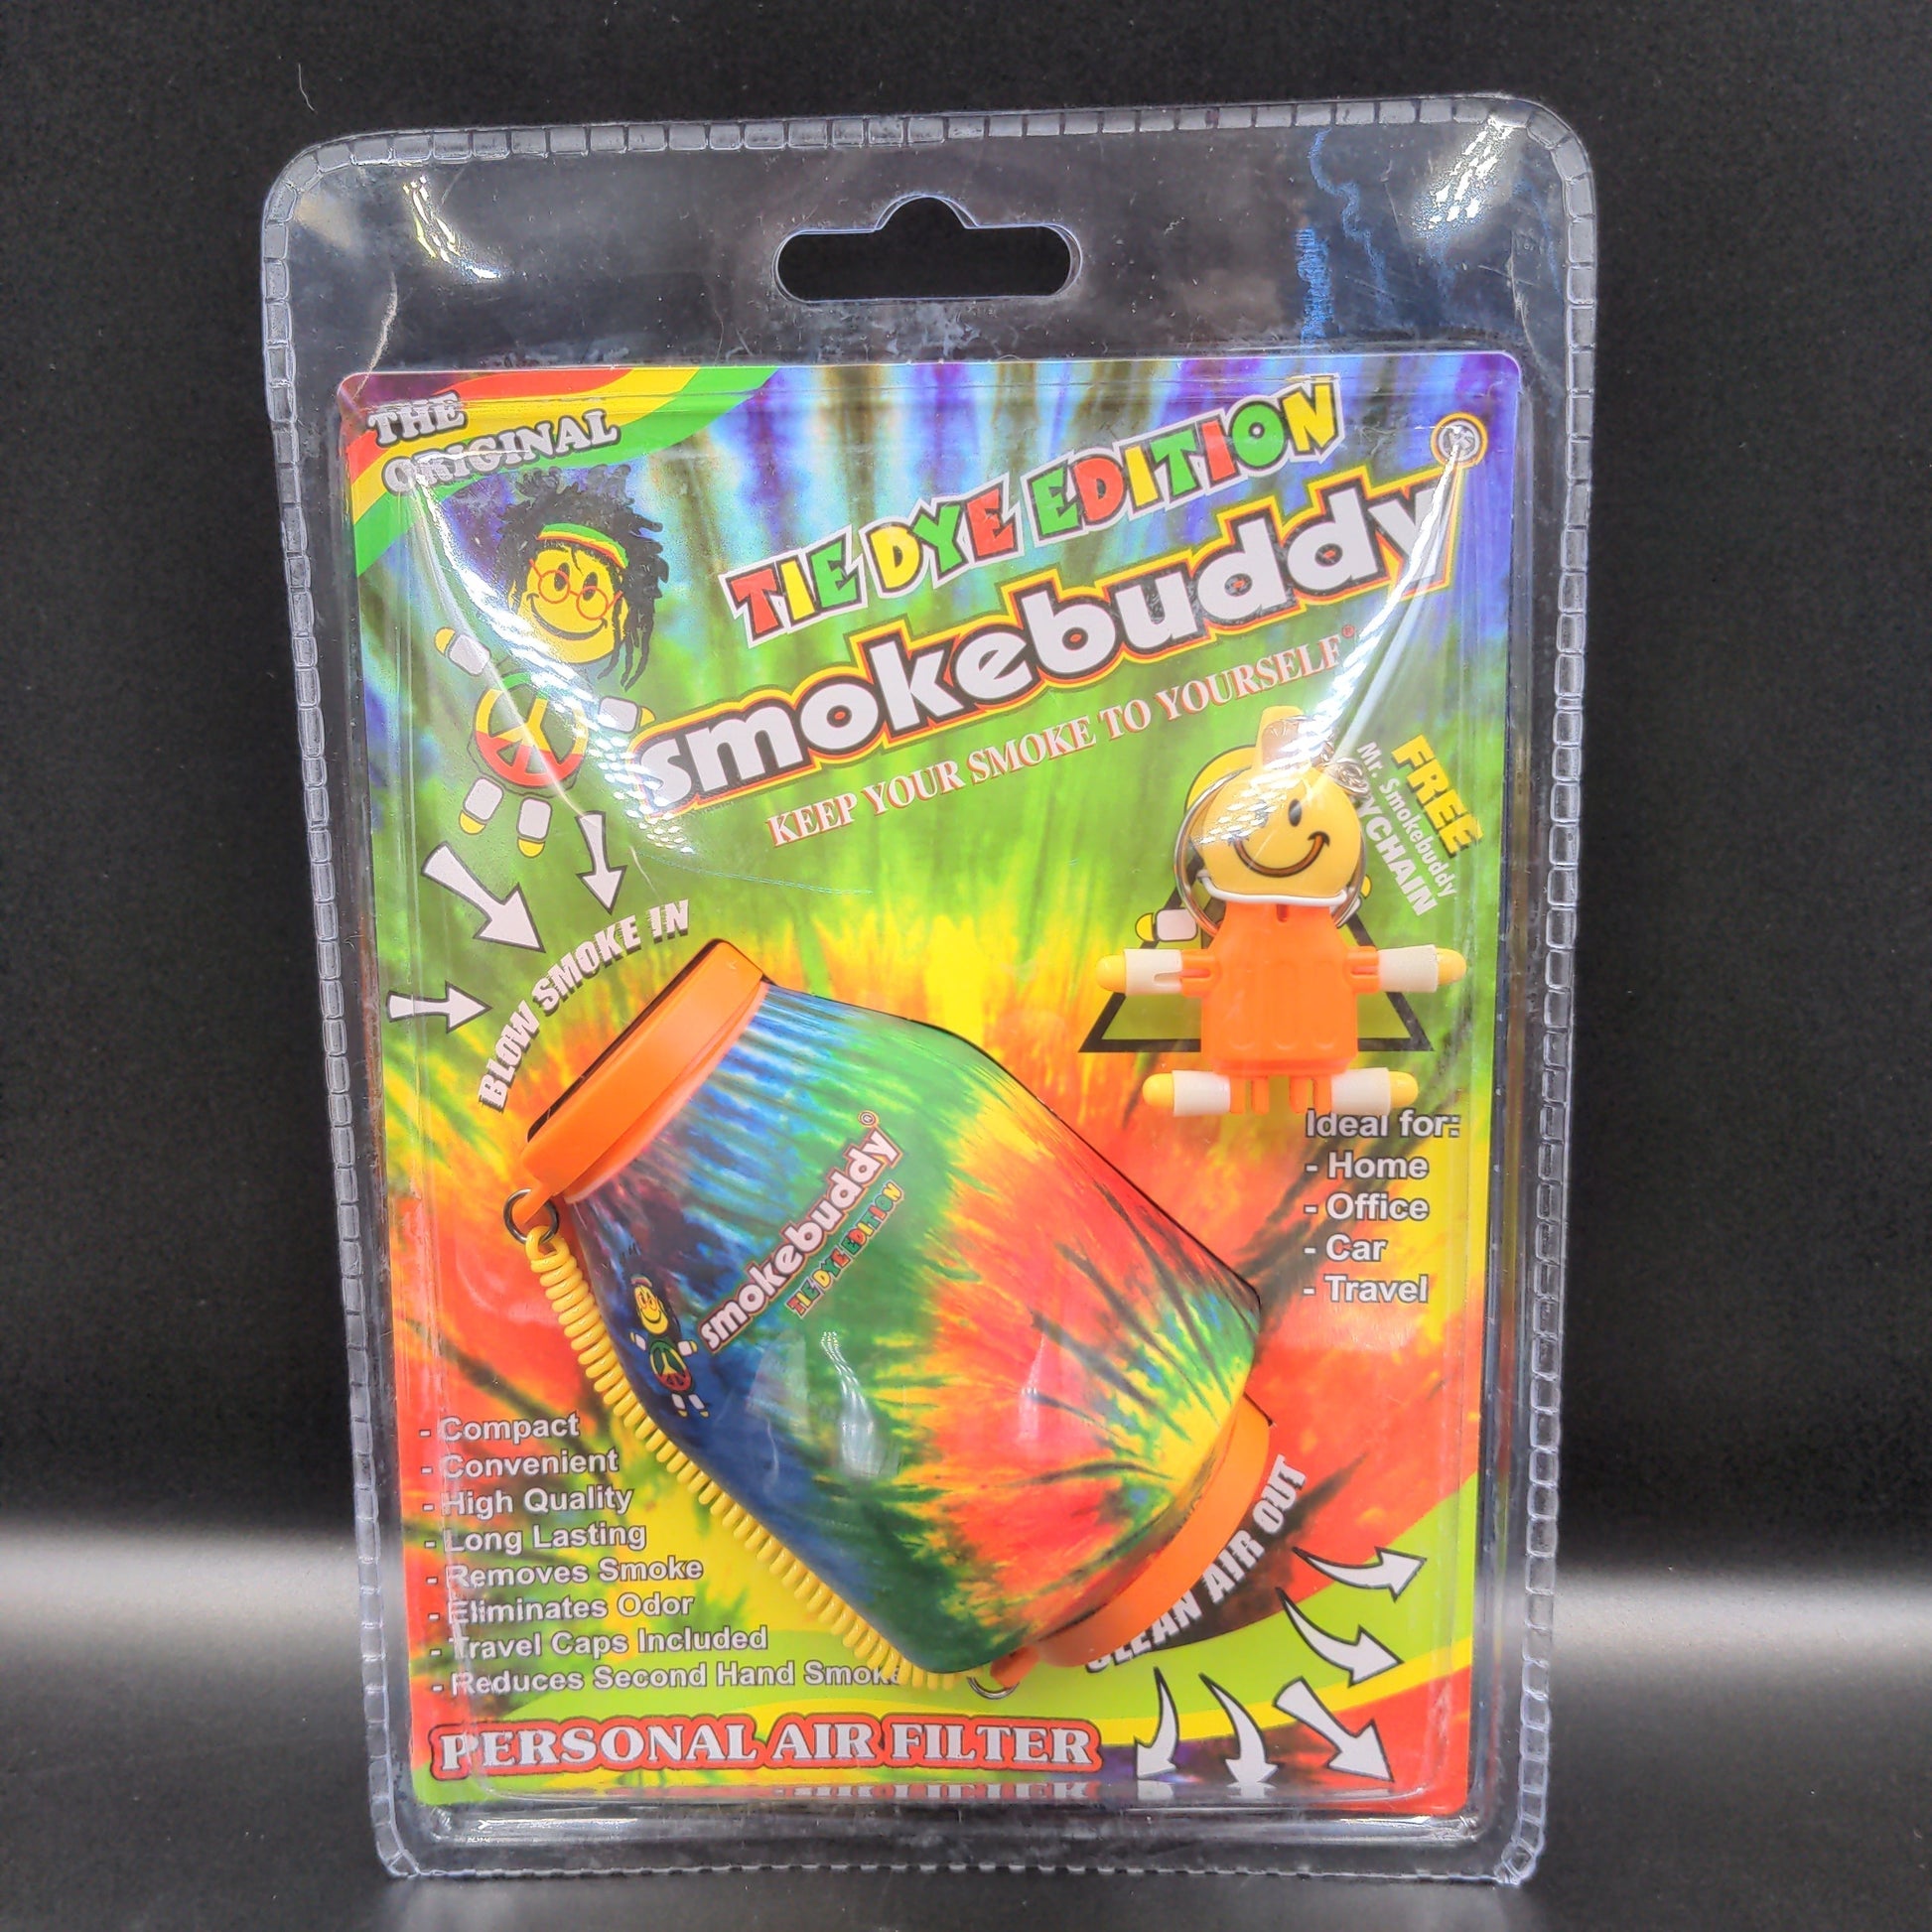 THE
ORIGINAL
TIE DYE EDITION
smokebuddy
KEEP YOUR SMOKE TO YOURSELF®
FREE
Mr. Smokebuddy
KEYCHAIN
BLOW SMOKE IN
smokebuddy®
TIE DYE EDITION
Ideal for:
- Home
- Office
- Car
- Travel
- Compact
- Convenient
- High Quality
- Long Lasting
- Removes Smoke
- Eliminates Odor
- Travel Caps Included
- Reduces Second Hand Smoke
CLEAN AIR OUT
PERSONAL AIR FILTER